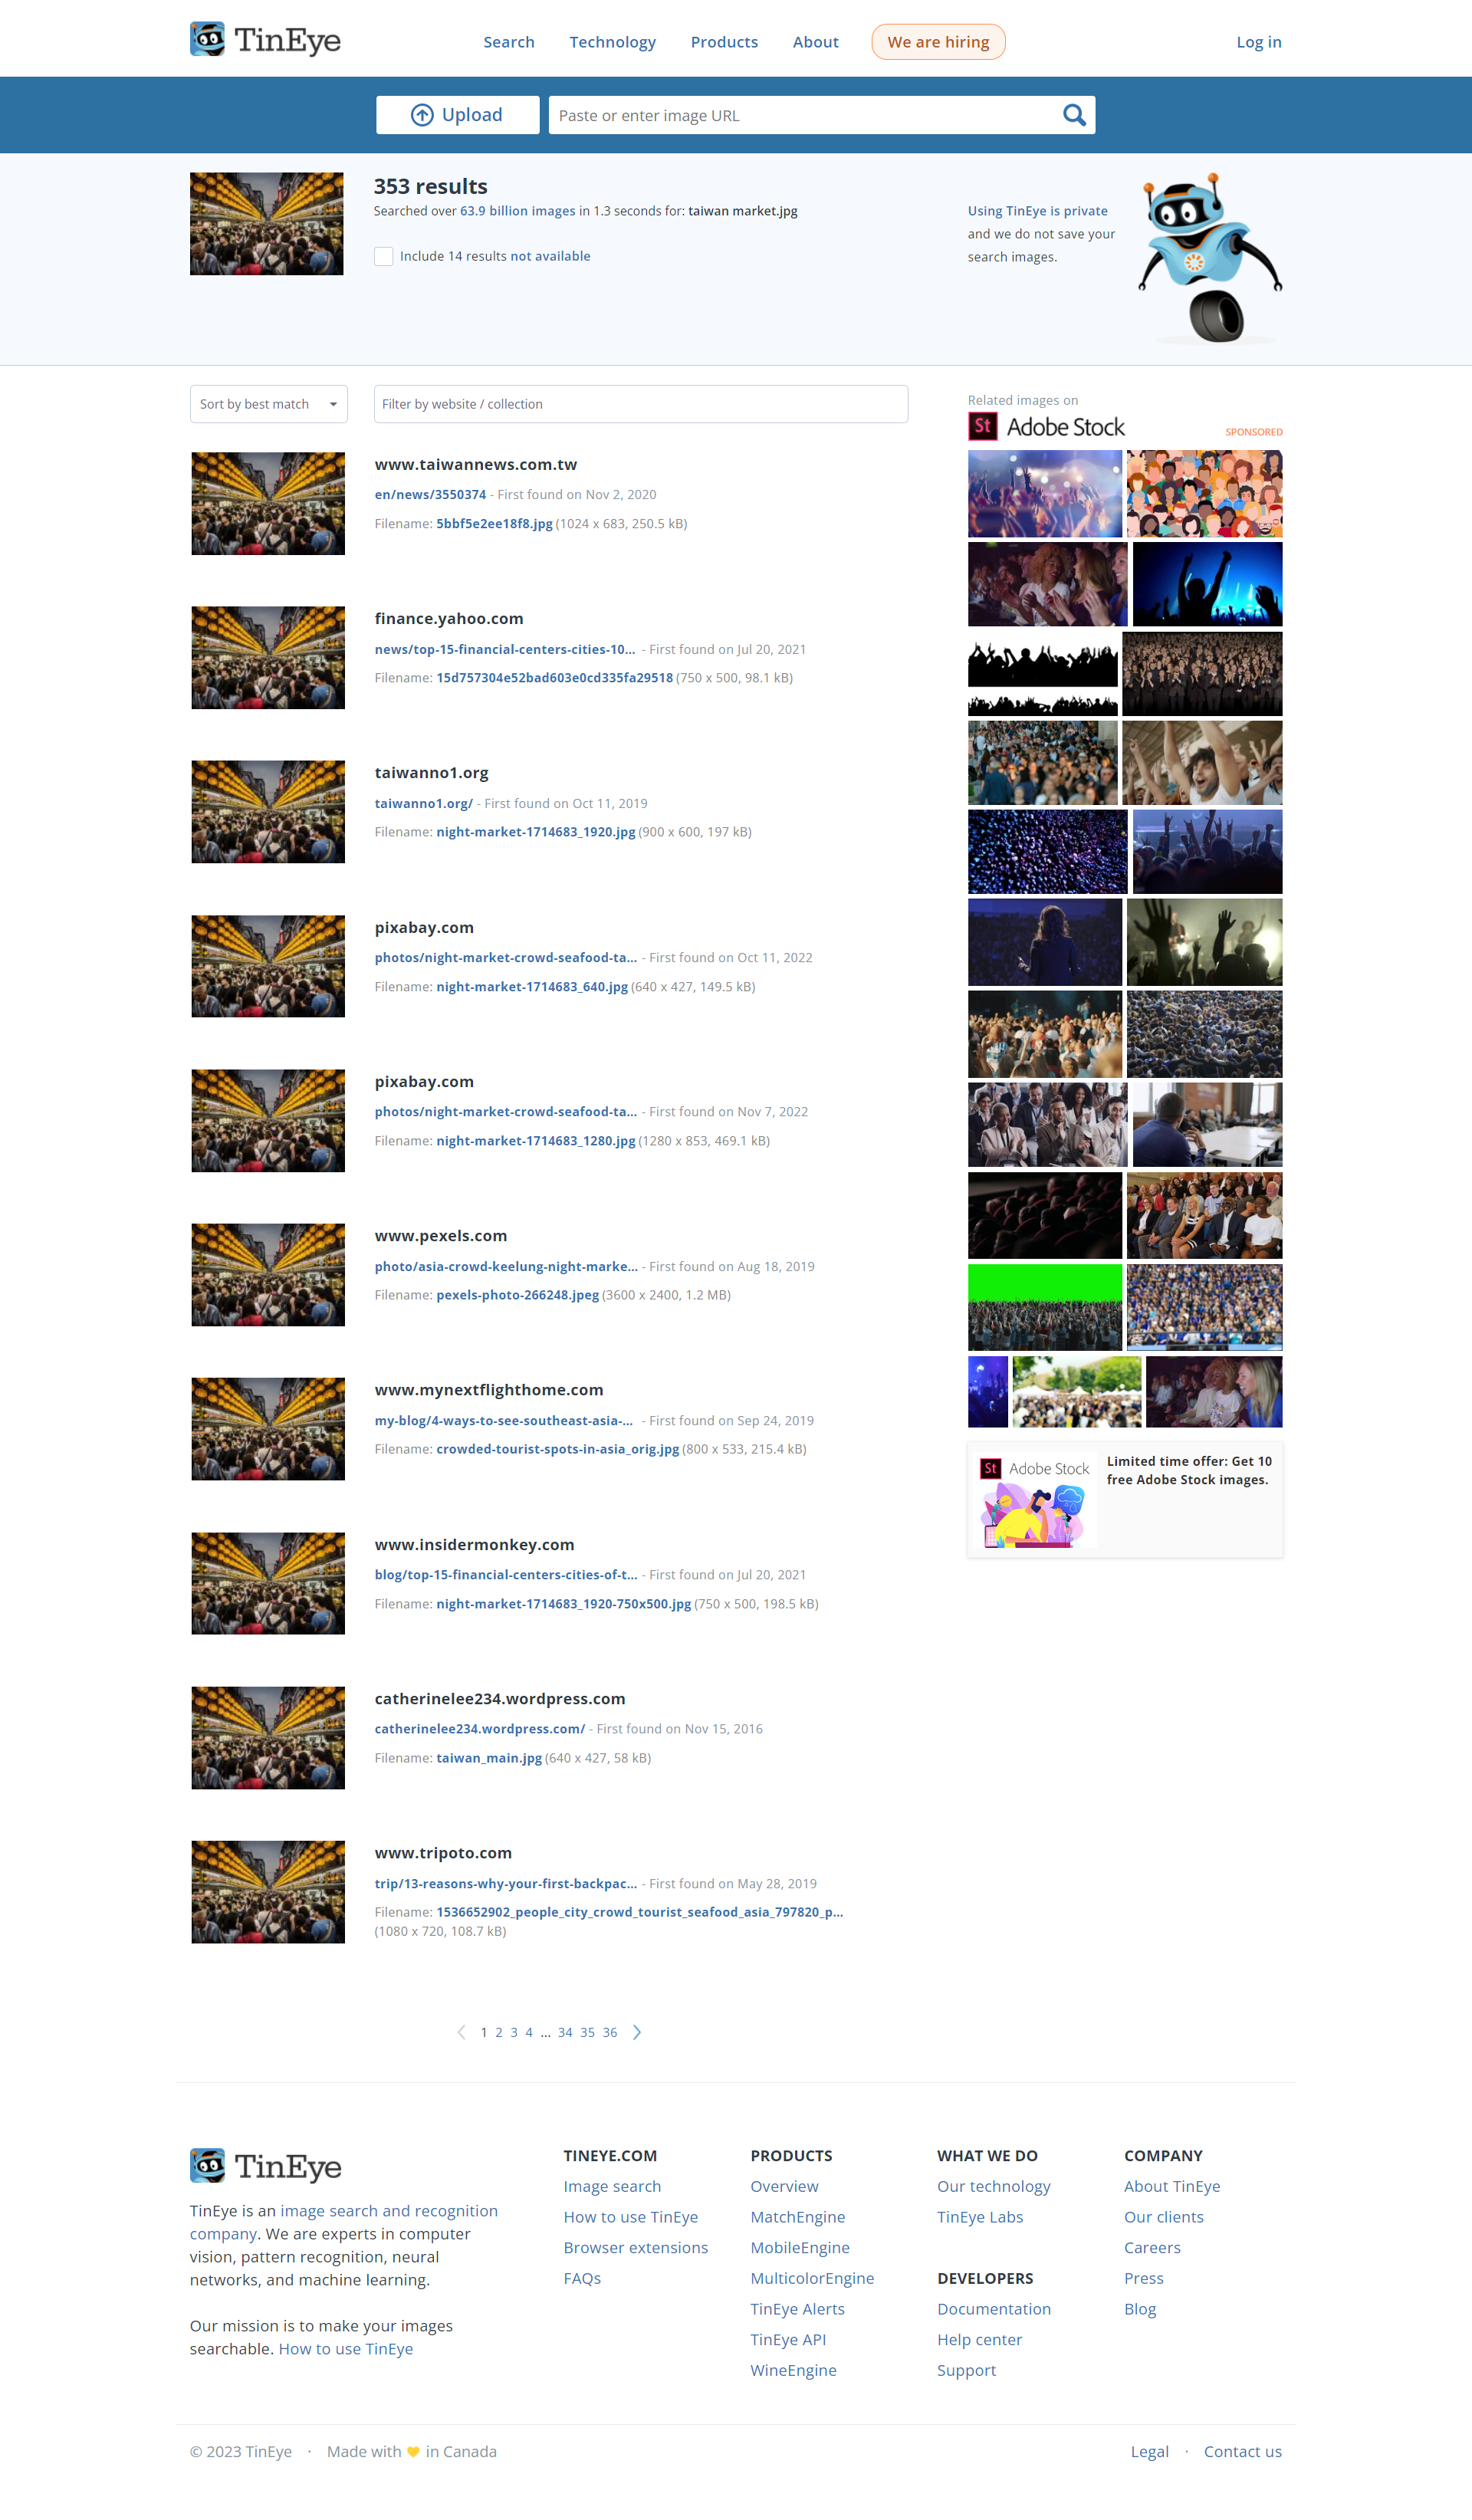 TinEye
Search
Technology
Products
About
We are hiring
Log in
Upload
Paste or enter image URL
353 results
Searched over 63.9 billion images in 1.3 seconds for: taiwan market.jpg
Include 14 results not available
Using TinEye is private
and we do not save your
search images.
Sort by best match
Filter by website / collection
www.taiwannews.com.tw
en/news/3550374 - First found on Nov 2, 2020
Filename: 5bbf5e2ee18f8.jpg (1024 x 683, 250.5 kB)
finance.yahoo.com
news/top-15-financial-centers-cities-10... - First found on Jul 20, 2021
Filename: 15d757304e52bad603e0cd335fa29518 (750 x 500, 98.1 kB)
taiwanno1.org
taiwanno1.org/ - First found on Oct 11, 2019
Filename: night-market-1714683_1920.jpg (900 x 600, 197 kB)
pixabay.com
photos/night-market-crowd-seafood-ta... - First found on Oct 11, 2022
Filename: night-market-1714683_640.jpg (640 x 427, 149.5 kB)
pixabay.com
photos/night-market-crowd-seafood-ta... - First found on Nov 7, 2022
Filename: night-market-1714683_1280.jpg (1280 x 853, 469.1 kB)
www.pexels.com
photo/asia-crowd-keelung-night-marke... - First found on Aug 18, 2019
Filename: pexels-photo-266248.jpeg (3600 x 2400, 1.2 MB)
www.mynextflighthome.com
my-blog/4-ways-to-see-southeast-asia-... - First found on Sep 24, 2019
Filename: crowded-tourist-spots-in-asia_orig.jpg (800 x 533, 215.4 kB)
www.insidermonkey.com
blog/top-15-financial-centers-cities-of-t... - First found on Jul 20, 2021
Filename: night-market-1714683_1920-750x500.jpg (750 x 500, 198.5 kB)
catherinelee234.wordpress.com
catherinelee234.wordpress.com/ - First found on Nov 15, 2016
Filename: taiwan_main.jpg (640 x 427, 58 kB)
www.tripoto.com
trip/13-reasons-why-your-first-backpac... - First found on May 28, 2019
Filename: 1536652902_people_city_crowd_tourist_seafood_asia_797820_p...
(1080 x 720, 108.7 kB)
1 2 3 4 ... 34 35 36
Related images on
St Adobe Stock
SPONSORED
St Adobe Stock
Limited time offer: Get 10
free Adobe Stock images.
TinEye
TinEye is an image search and recognition
company. We are experts in computer
vision, pattern recognition, neural
networks, and machine learning.
Our mission is to make your images
searchable. How to use TinEye
TINEYE.COM
Image search
How to use TinEye
Browser extensions
FAQs
PRODUCTS
Overview
MatchEngine
MobileEngine
MulticolorEngine
TinEye Alerts
TinEye API
WineEngine
WHAT WE DO
Our technology
TinEye Labs
DEVELOPERS
Documentation
Help center
Support
COMPANY
About TinEye
Our clients
Careers
Press
Blog
© 2023 TinEye · Made with 💛 in Canada
Legal · Contact us